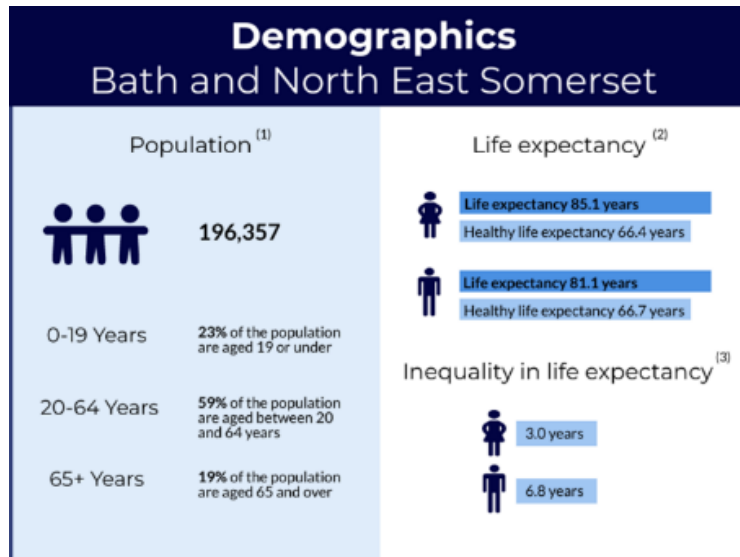 Demographics
Bath and North East Somerset
Population (1)
196,357
0-19 Years
23% of the population
are aged 19 or under
20-64 Years
59% of the population
are aged between 20
and 64 years
65+ Years
19% of the population
are aged 65 and over
Life expectancy (2)
Life expectancy 85.1 years
Healthy life expectancy 66.4 years
Life expectancy 81.1 years
Healthy life expectancy 66.7 years
Inequality in life expectancy (3)
3.0 years
6.8 years